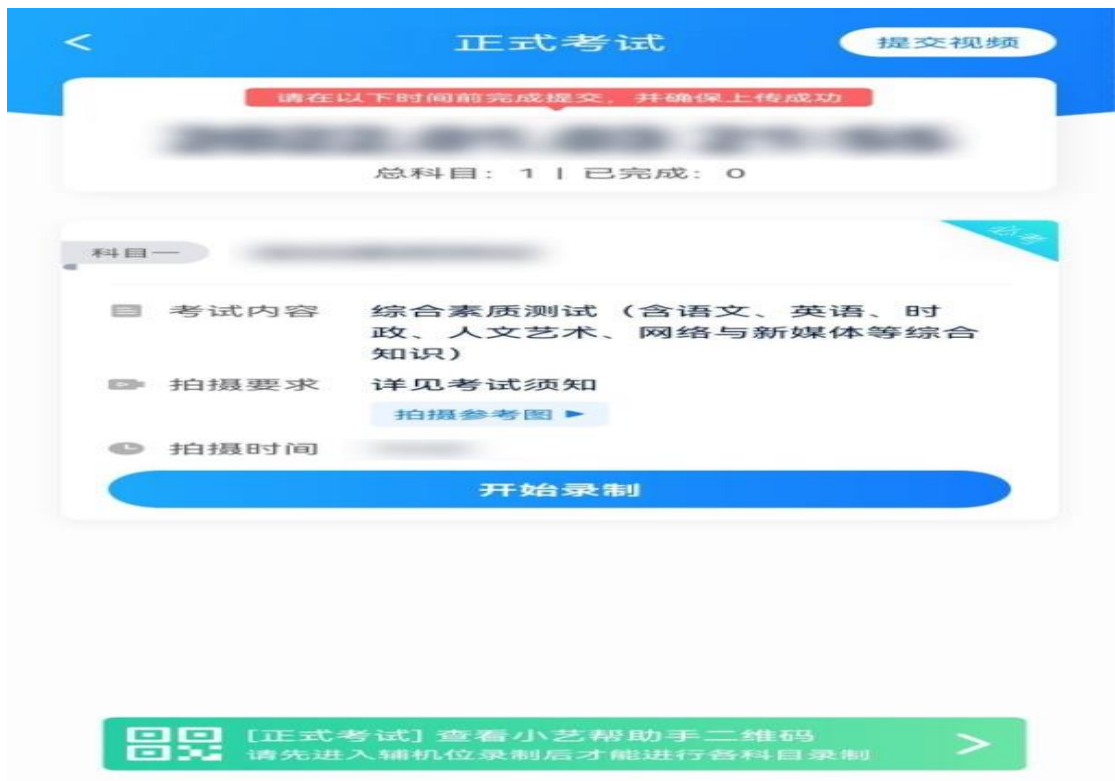 <
正式考试
提交视频
请在以下时间前完成提交，并确保上传成功
总科目：1 | 已完成：0
科目一
必考
考试内容
综合素质测试（含语文、英语、时
政、人文艺术、网络与新媒体等综合
知识）
拍摄要求
详见考试须知
拍摄参考图
拍摄时间
开始录制
[正式考试] 查看小艺帮助手二维码
请先进入辅机位录制后才能进行各科目录制
>